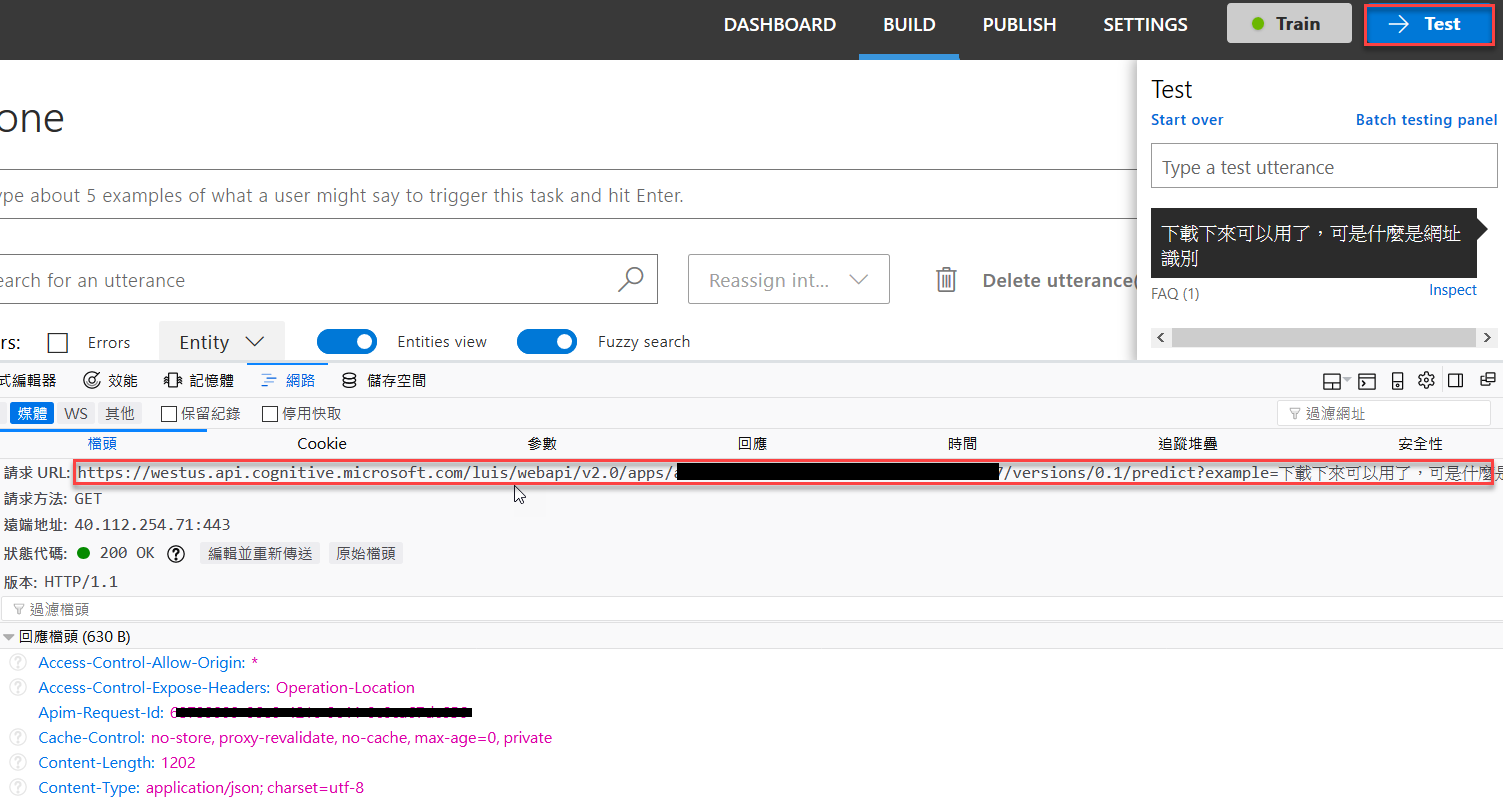 DASHBOARD BUILD PUBLISH SETTINGS Train Test
one
ype about 5 examples of what a user might say to trigger this task and hit Enter.
earch for an utterance Reassign int... Delete utterance(
rs: Errors Entity Entities view Fuzzy search
Test
Start over Batch testing panel
Type a test utterance
下載下來可以用了，可是什麼是網址
識別
FAQ (1) Inspect
式編輯器 效能 記憶體 網路 儲存空間
媒體 WS 其他 保留紀錄 停用快取 過濾網址
檔頭 Cookie 參數 回應 時間 追蹤堆疊 安全性
請求 URL: https://westus.api.cognitive.microsoft.com/luis/webapi/v2.0/apps/ /versions/0.1/predict?example=下載下來可以用了，可是什麼是
請求方法: GET
遠端地址: 40.112.254.71:443
狀態代碼: 200 OK ? 編輯並重新傳送 原始檔頭
版本: HTTP/1.1
過濾檔頭
回應檔頭 (630 B)
? Access-Control-Allow-Origin: *
? Access-Control-Expose-Headers: Operation-Location
Apim-Request-Id:
? Cache-Control: no-store, proxy-revalidate, no-cache, max-age=0, private
? Content-Length: 1202
? Content-Type: application/json; charset=utf-8